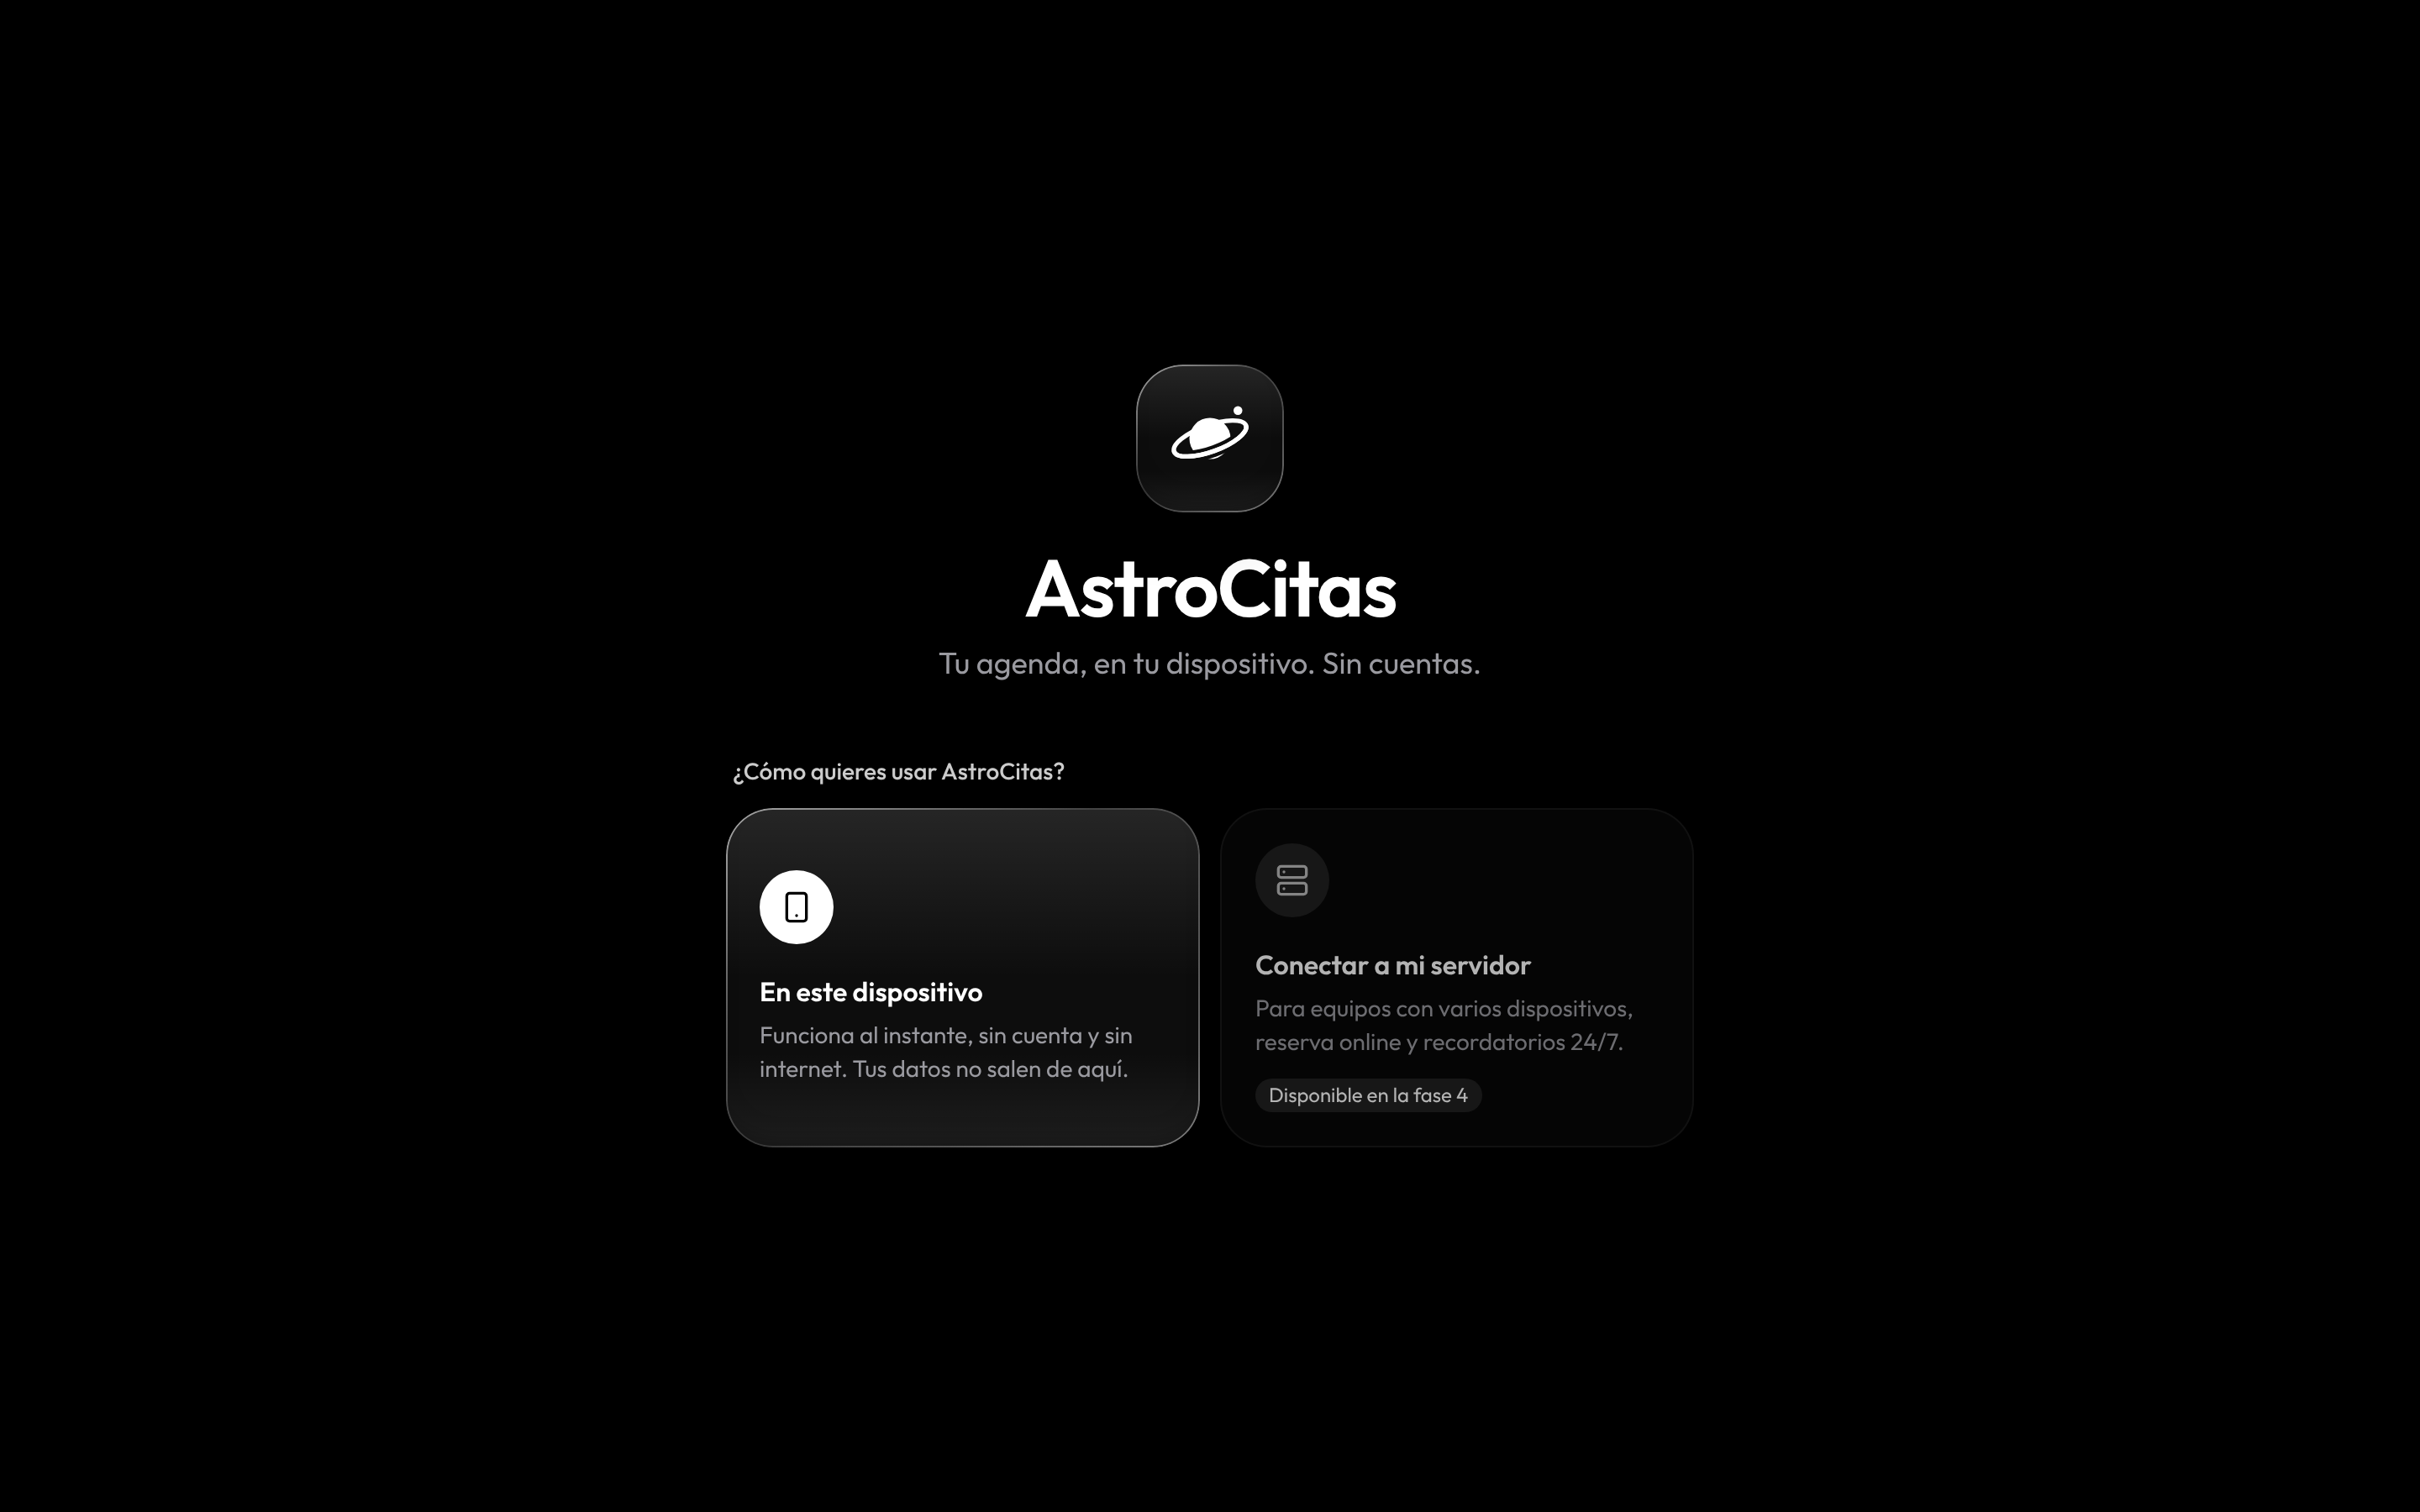 AstroCitas
Tu agenda, en tu dispositivo. Sin cuentas.
¿Cómo quieres usar AstroCitas?
En este dispositivo
Funciona al instante, sin cuenta y sin
internet. Tus datos no salen de aquí.
Conectar a mi servidor
Para equipos con varios dispositivos,
reserva online y recordatorios 24/7.
Disponible en la fase 4